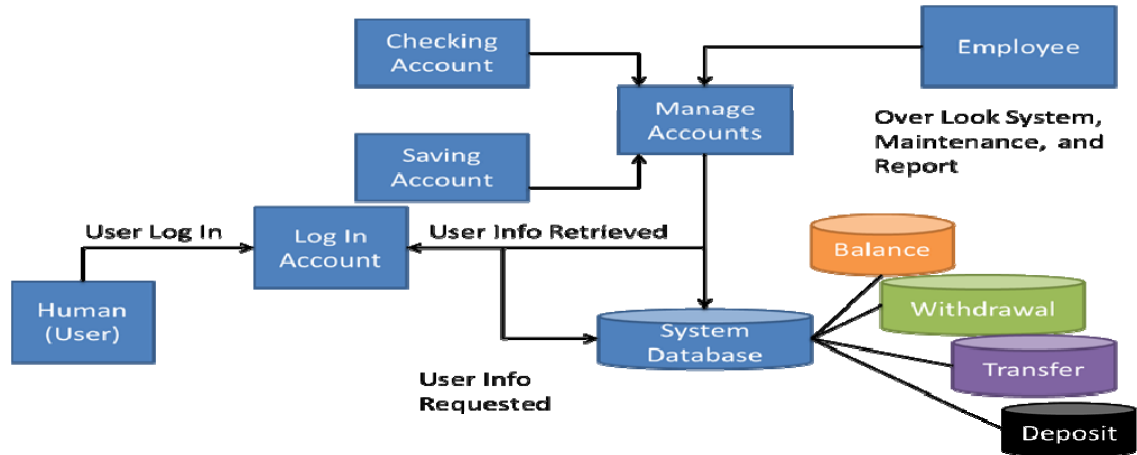 Checking
Account
Employee
Manage
Accounts
Over Look System,
Maintenance, and
Report
Saving
Account
User Log In
Log In
Account
User Info Retrieved
Balance
Human
(User)
Withdrawal
System
Database
Transfer
User Info
Requested
Deposit